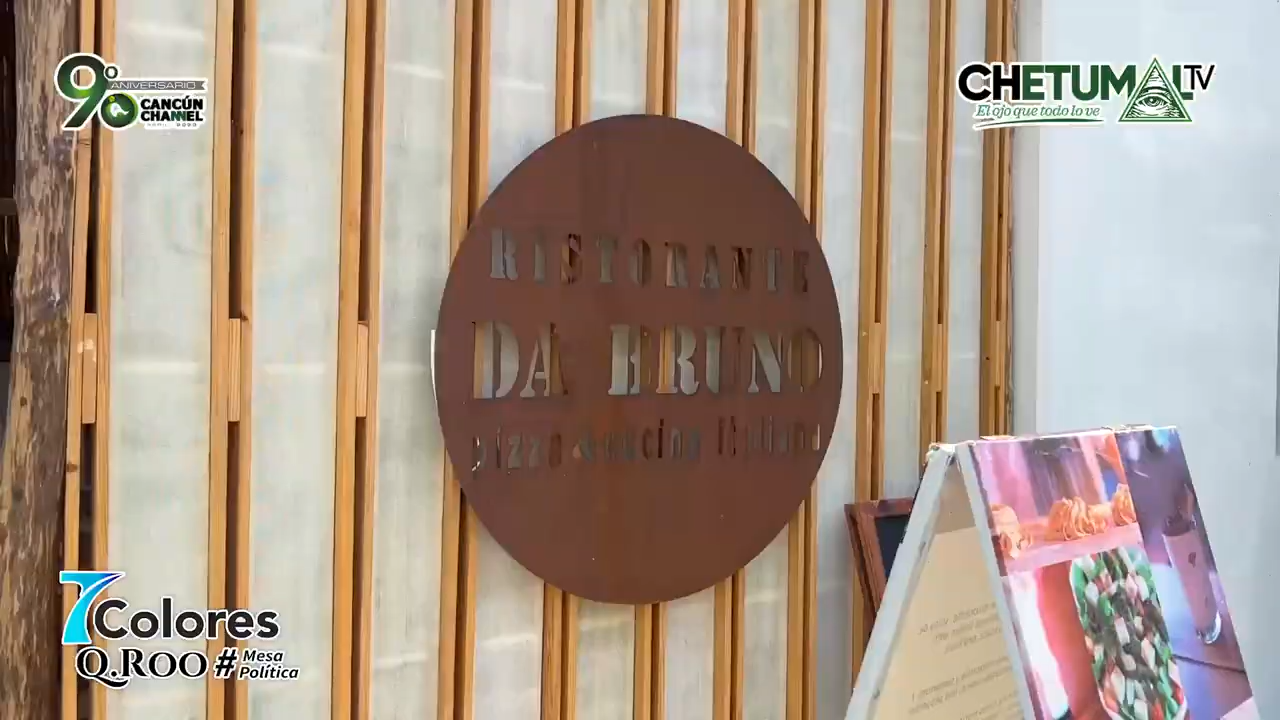 9º ANIVERSARIO
CANCÚN
CHANNEL
CHETUMAL TV
El ojo que todo lo ve
RISTORANTE
DA BRUNO
pizza & cucina italiana
7 Colores
Q.ROO # Mesa
Política